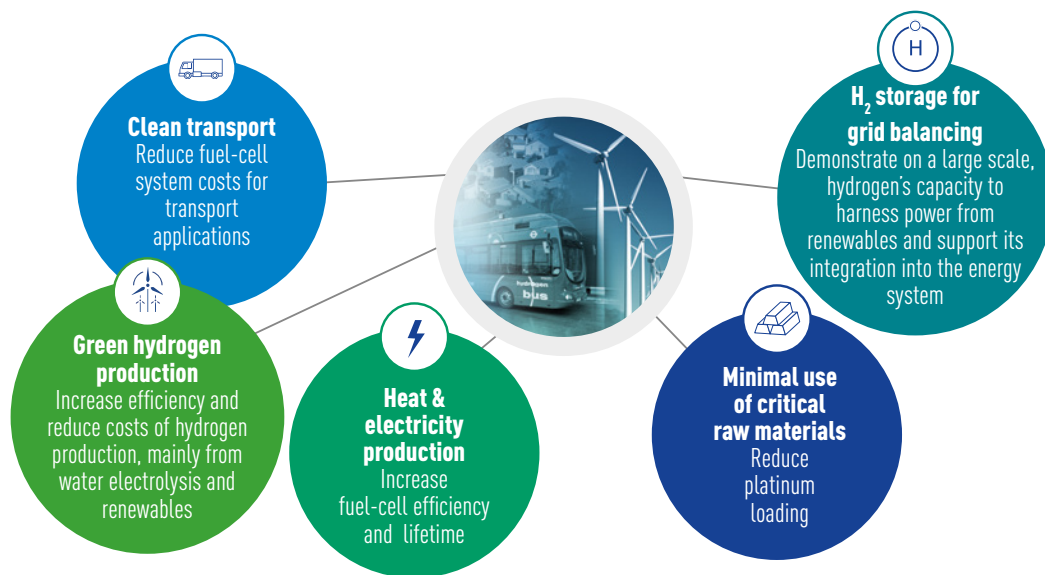 Clean transport
Reduce fuel-cell
system costs for
transport
applications
H
H₂ storage for
grid balancing
Demonstrate on a large scale,
hydrogen's capacity to
harness power from
renewables and support its
integration into the energy
system
hydrogen
bus
Green hydrogen
production
Increase efficiency and
reduce costs of hydrogen
production, mainly from
water electrolysis and
renewables
Heat &
electricity
production
Increase
fuel-cell efficiency
and lifetime
Minimal use
of critical
raw materials
Reduce
platinum
loading